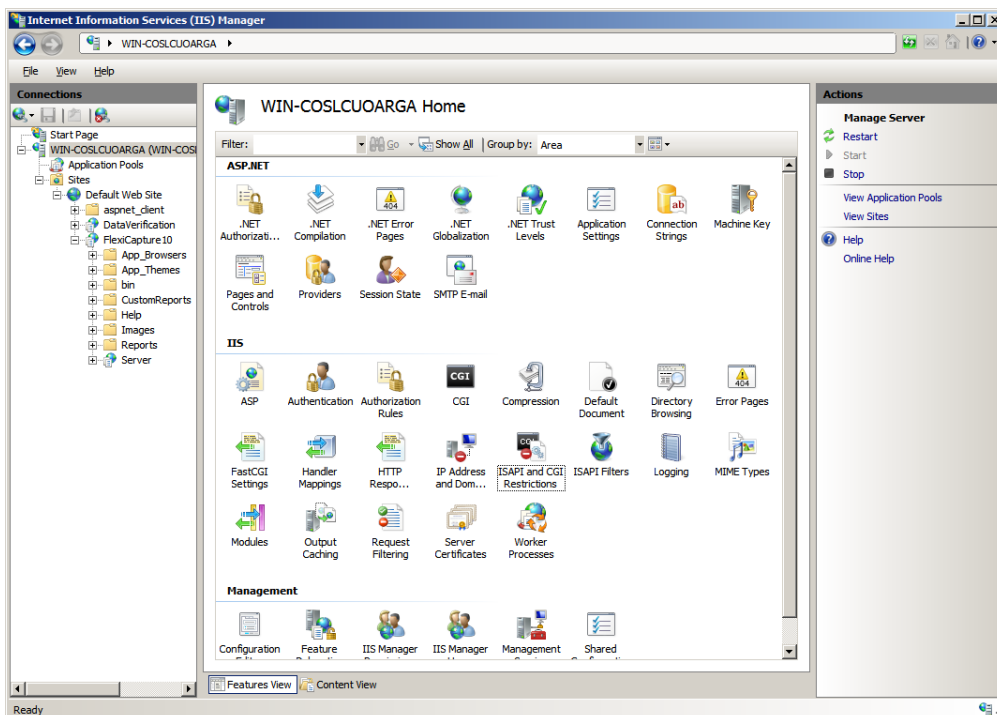 Internet Information Services (IIS) Manager
WIN-COSLCUOARGA
File View Help
Connections
Start Page
WIN-COSLCUOARGA (WIN-COSI
Application Pools
Sites
Default Web Site
aspnet_client
DataVerification
FlexiCapture10
App_Browsers
App_Themes
bin
CustomReports
Help
Images
Reports
Server
WIN-COSLCUOARGA Home
Filter: Go Show All Group by: Area
ASP.NET
.NET Authorizati...
.NET Compilation
.NET Error Pages
.NET Globalization
.NET Trust Levels
Application Settings
Connection Strings
Machine Key
Pages and Controls
Providers
Session State
SMTP E-mail
IIS
ASP
Authentication
Authorization Rules
CGI
Compression
Default Document
Directory Browsing
Error Pages
FastCGI Settings
Handler Mappings
HTTP Respo...
IP Address and Dom...
ISAPI and CGI Restrictions
ISAPI Filters
Logging
MIME Types
Modules
Output Caching
Request Filtering
Server Certificates
Worker Processes
Management
Configuration
Feature
IIS Manager
IIS Manager
Management
Shared
Features View Content View
Actions
Manage Server
Restart
Start
Stop
View Application Pools
View Sites
Help
Online Help
Ready